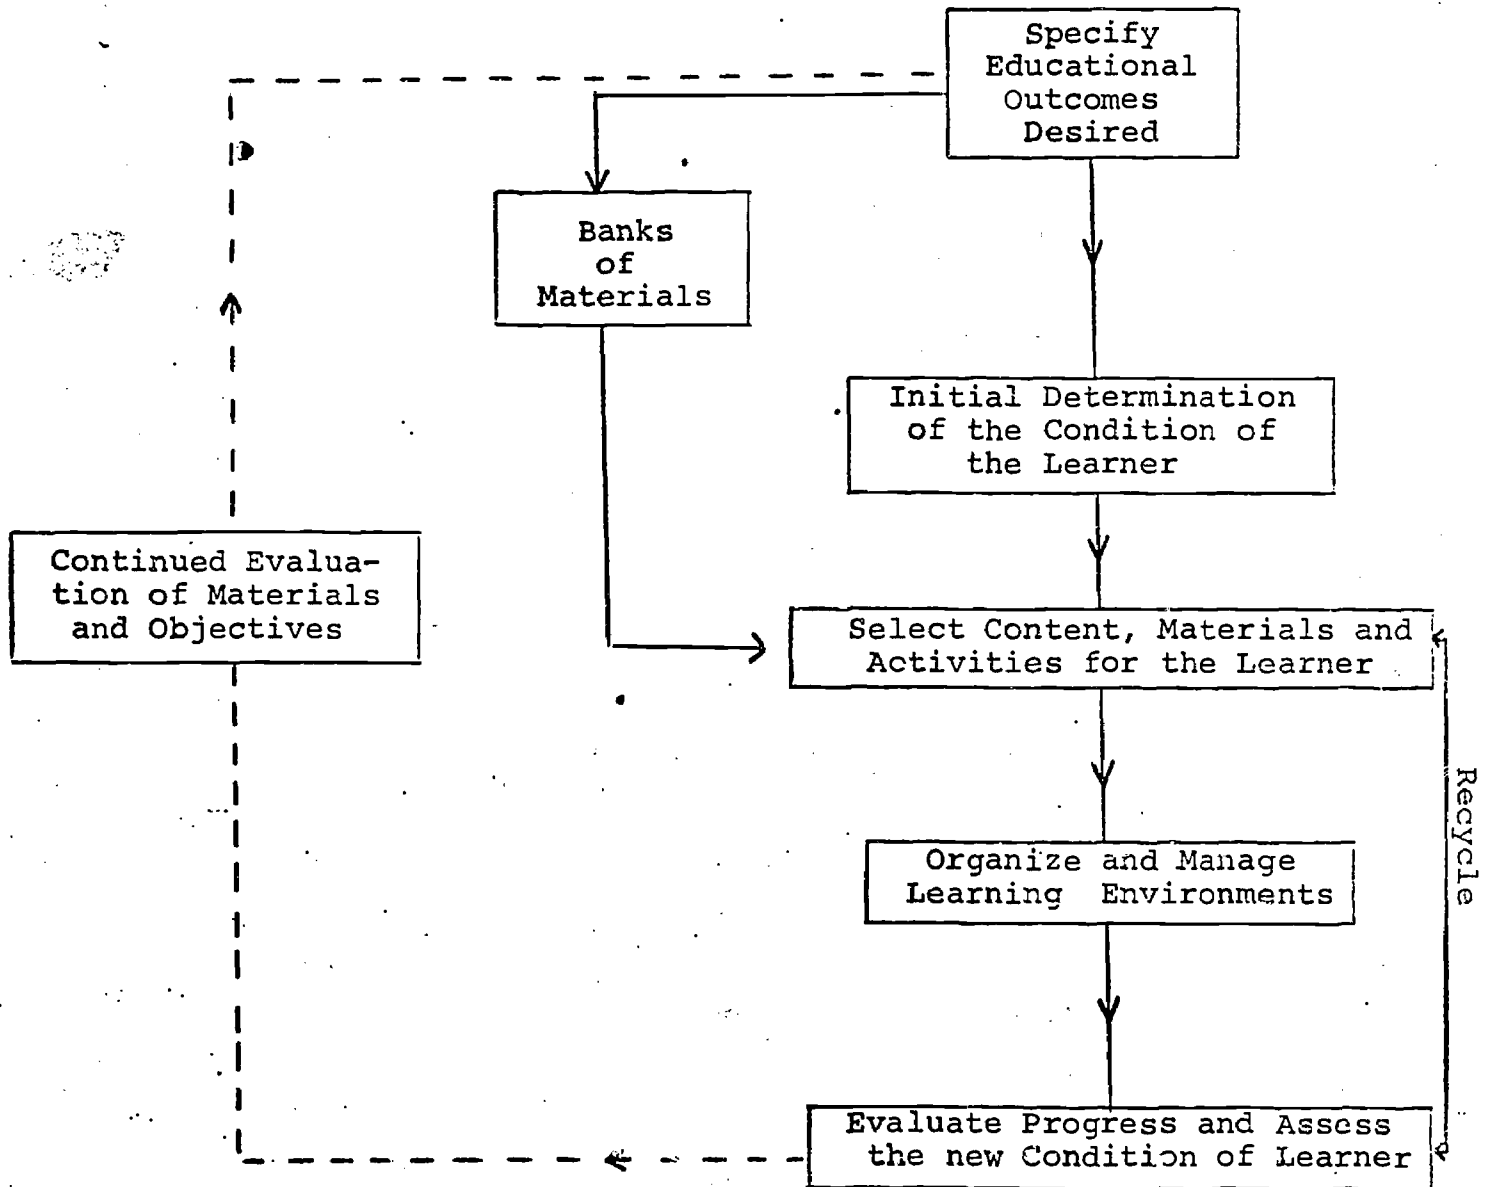 Specify
Educational
Outcomes
Desired
Banks
of
Materials
Initial Determination
of the Condition of
the Learner
Continued Evalua-
tion of Materials
and Objectives
Select Content, Materials and
Activities for the Learner
Recycle
Organize and Manage
Learning Environments
Evaluate Progress and Assess
the new Condition of Learner